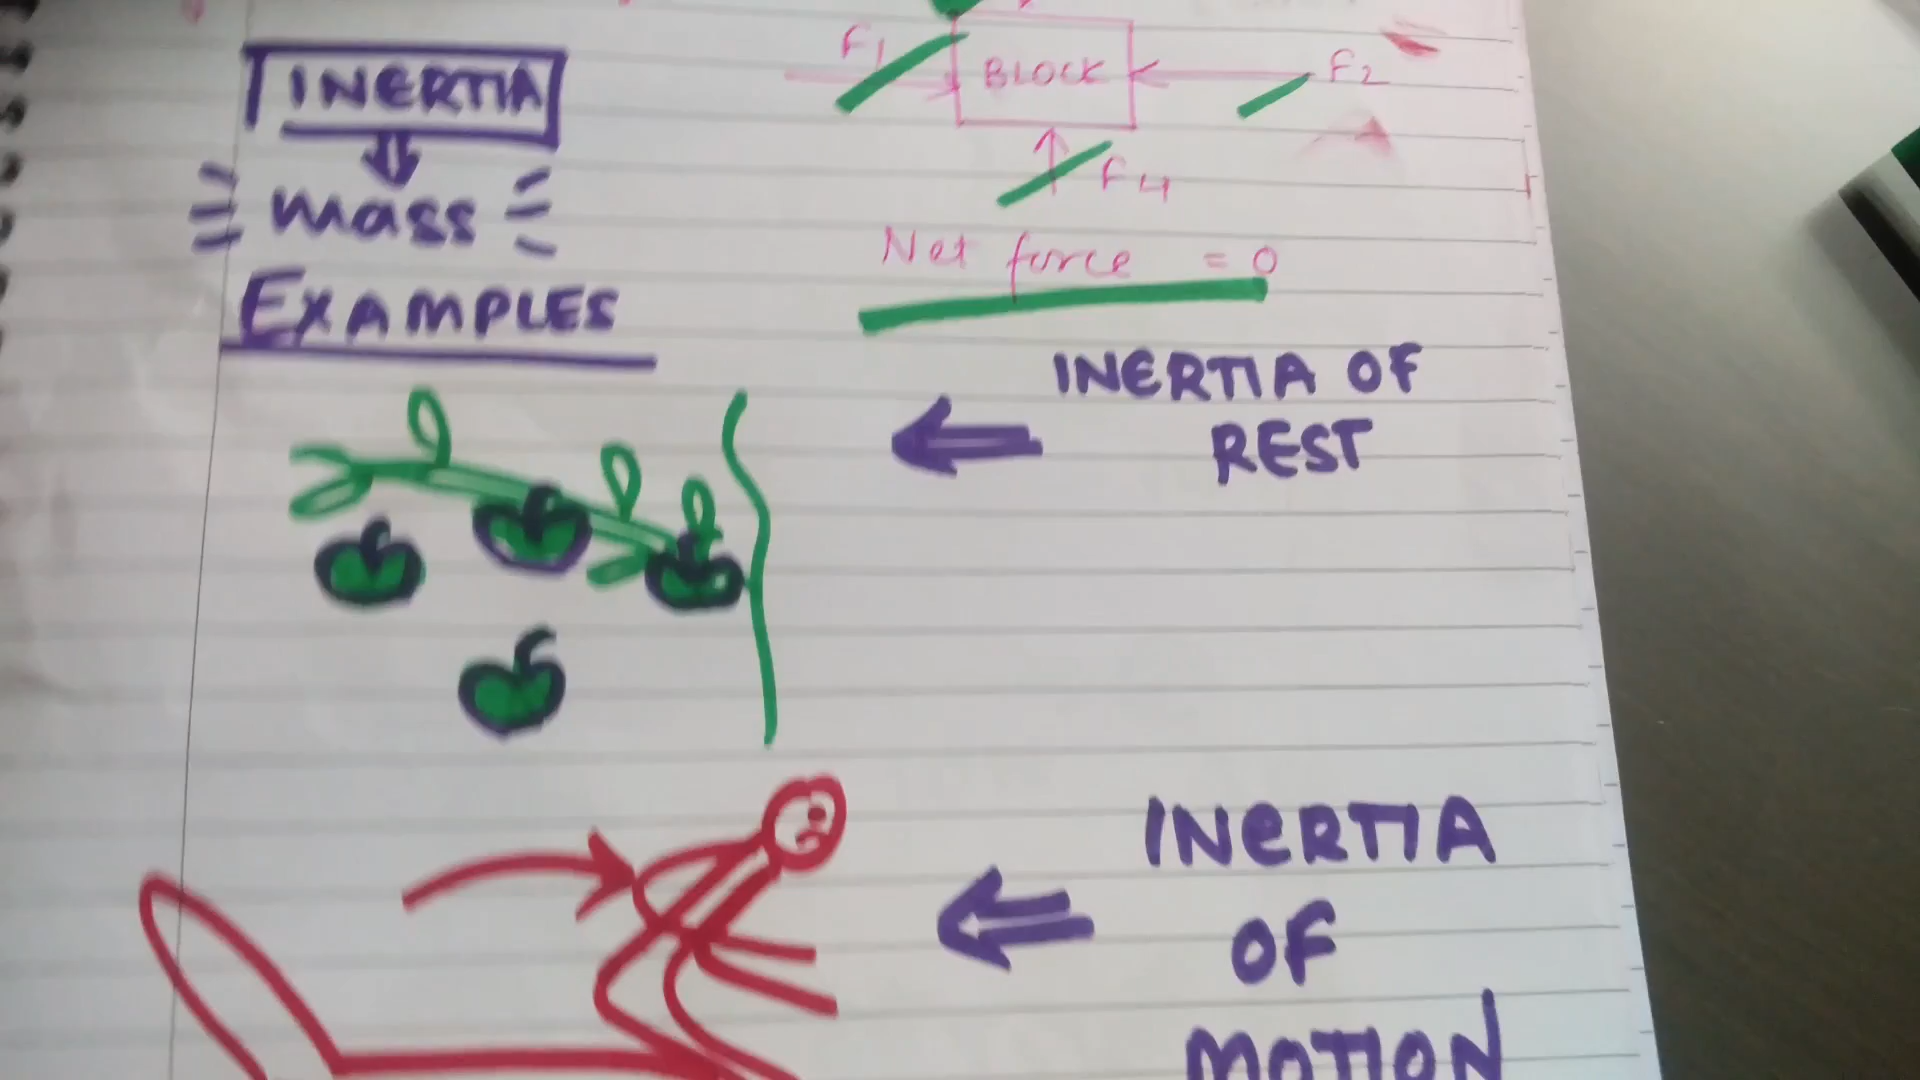 INERTIA
Mass
EXAMPLES
F1
BLOCK
F2
F4
Net force = 0
INERTIA OF
REST
INERTIA
OF
MOTION